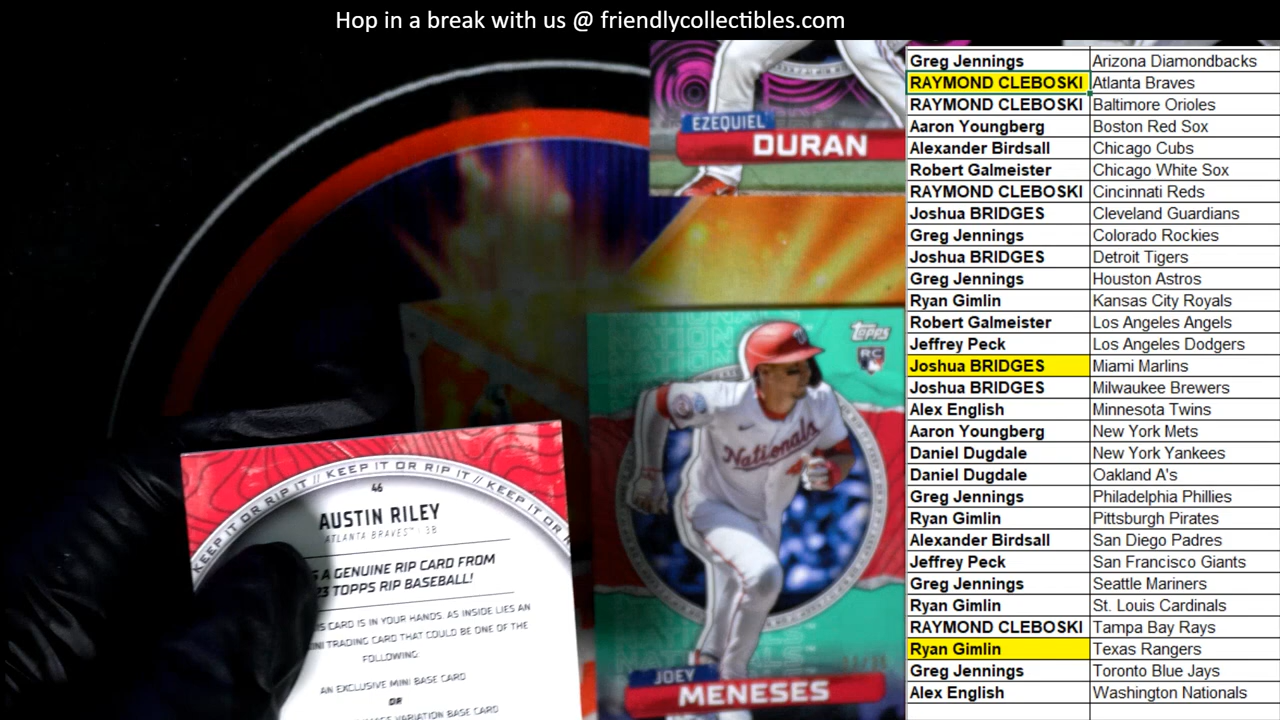 Hop in a break with us @ friendlycollectibles.com
EZEQUIEL
DURAN
Topps
RC
Nationals
JOEY
MENESES
KEEP IT OR RIP IT // KEEP IT OR RIP IT // KEEP IT OR
46
AUSTIN RILEY
ATLANTA BRAVES 3B
A GENUINE RIP CARD FROM
23 TOPPS RIP BASEBALL!
IS CARD IS IN YOUR HANDS. AS INSIDE LIES AN
TRADING CARD THAT COULD BE ONE OF THE
FOLLOWING:
AN EXCLUSIVE MINI BASE CARD
OR
VARIATION BASE CARD
Greg Jennings Arizona Diamondbacks
RAYMOND CLEBOSKI Atlanta Braves
RAYMOND CLEBOSKI Baltimore Orioles
Aaron Youngberg Boston Red Sox
Alexander Birdsall Chicago Cubs
Robert Galmeister Chicago White Sox
RAYMOND CLEBOSKI Cincinnati Reds
Joshua BRIDGES Cleveland Guardians
Greg Jennings Colorado Rockies
Joshua BRIDGES Detroit Tigers
Greg Jennings Houston Astros
Ryan Gimlin Kansas City Royals
Robert Galmeister Los Angeles Angels
Jeffrey Peck Los Angeles Dodgers
Joshua BRIDGES Miami Marlins
Joshua BRIDGES Milwaukee Brewers
Alex English Minnesota Twins
Aaron Youngberg New York Mets
Daniel Dugdale New York Yankees
Daniel Dugdale Oakland A's
Greg Jennings Philadelphia Phillies
Ryan Gimlin Pittsburgh Pirates
Alexander Birdsall San Diego Padres
Jeffrey Peck San Francisco Giants
Greg Jennings Seattle Mariners
Ryan Gimlin St. Louis Cardinals
RAYMOND CLEBOSKI Tampa Bay Rays
Ryan Gimlin Texas Rangers
Greg Jennings Toronto Blue Jays
Alex English Washington Nationals